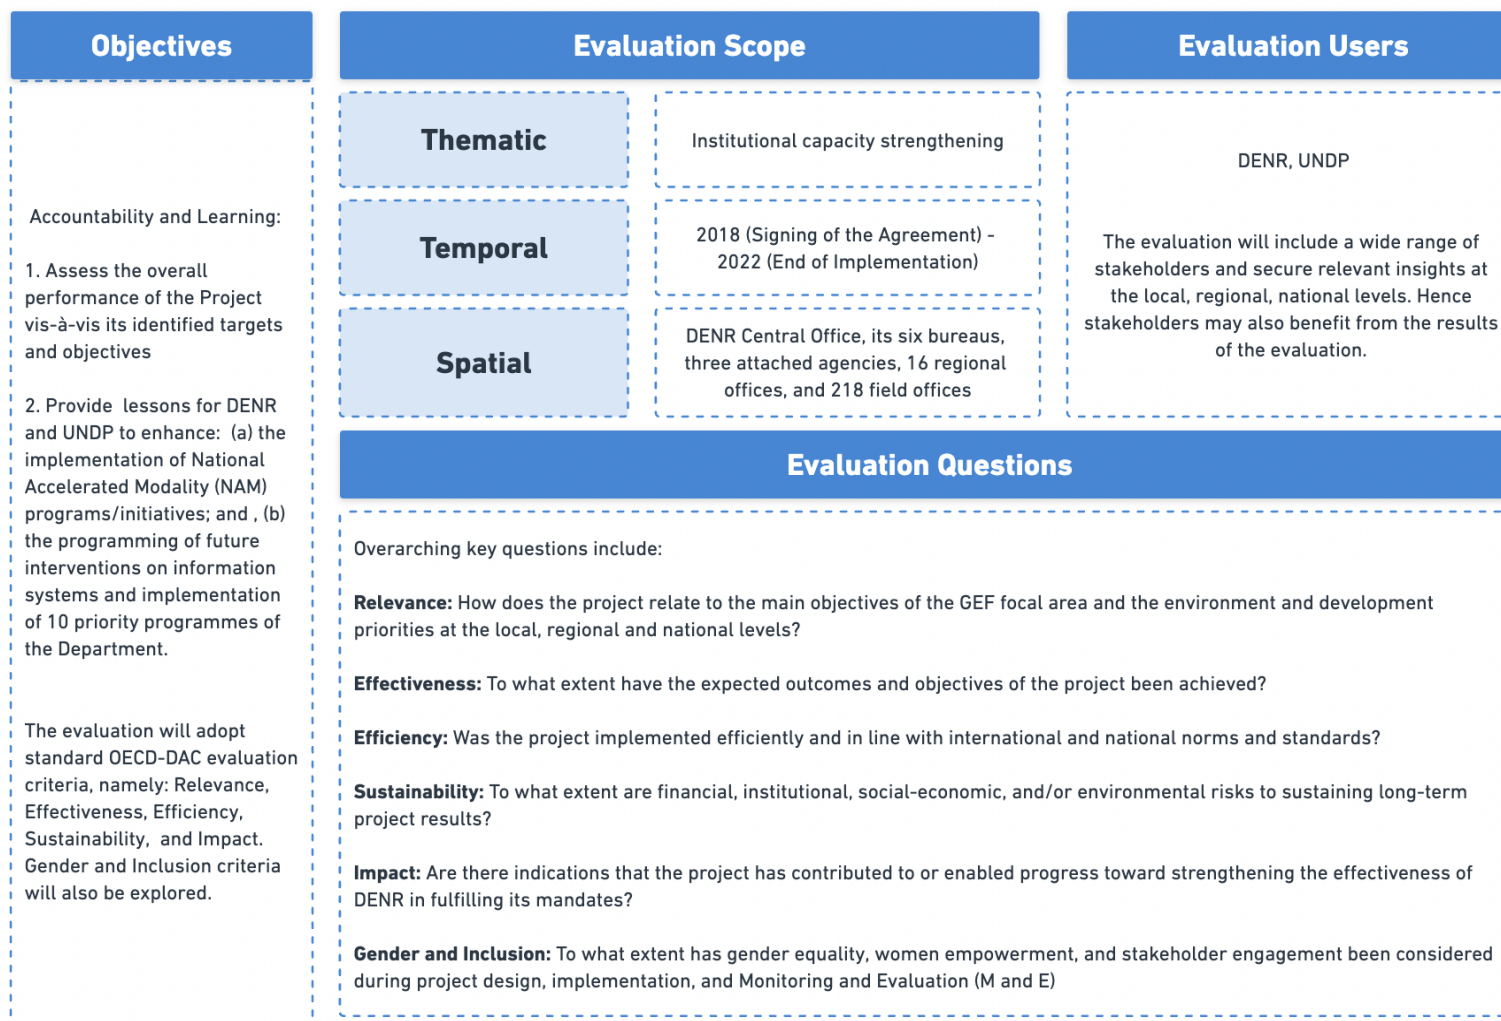 Objectives
Accountability and Learning:
1. Assess the overall
performance of the Project
vis-à-vis its identified targets
and objectives
2. Provide lessons for DENR
and UNDP to enhance: (a) the
implementation of National
Accelerated Modality (NAM)
programs/initiatives; and , (b)
the programming of future
interventions on information
systems and implementation
of 10 priority programmes of
the Department.
The evaluation will adopt
standard OECD-DAC evaluation
criteria, namely: Relevance,
Effectiveness, Efficiency,
Sustainability, and Impact.
Gender and Inclusion criteria
will also be explored.
Evaluation Scope
Thematic
Institutional capacity strengthening
Temporal
2018 (Signing of the Agreement) -
2022 (End of Implementation)
Spatial
DENR Central Office, its six bureaus,
three attached agencies, 16 regional
offices, and 218 field offices
Evaluation Users
DENR, UNDP
The evaluation will include a wide range of
stakeholders and secure relevant insights at
the local, regional, national levels. Hence
stakeholders may also benefit from the results
of the evaluation.
Evaluation Questions
Overarching key questions include:
Relevance: How does the project relate to the main objectives of the GEF focal area and the environment and development
priorities at the local, regional and national levels?
Effectiveness: To what extent have the expected outcomes and objectives of the project been achieved?
Efficiency: Was the project implemented efficiently and in line with international and national norms and standards?
Sustainability: To what extent are financial, institutional, social-economic, and/or environmental risks to sustaining long-term
project results?
Impact: Are there indications that the project has contributed to or enabled progress toward strengthening the effectiveness of
DENR in fulfilling its mandates?
Gender and Inclusion: To what extent has gender equality, women empowerment, and stakeholder engagement been considered
during project design, implementation, and Monitoring and Evaluation (M and E)